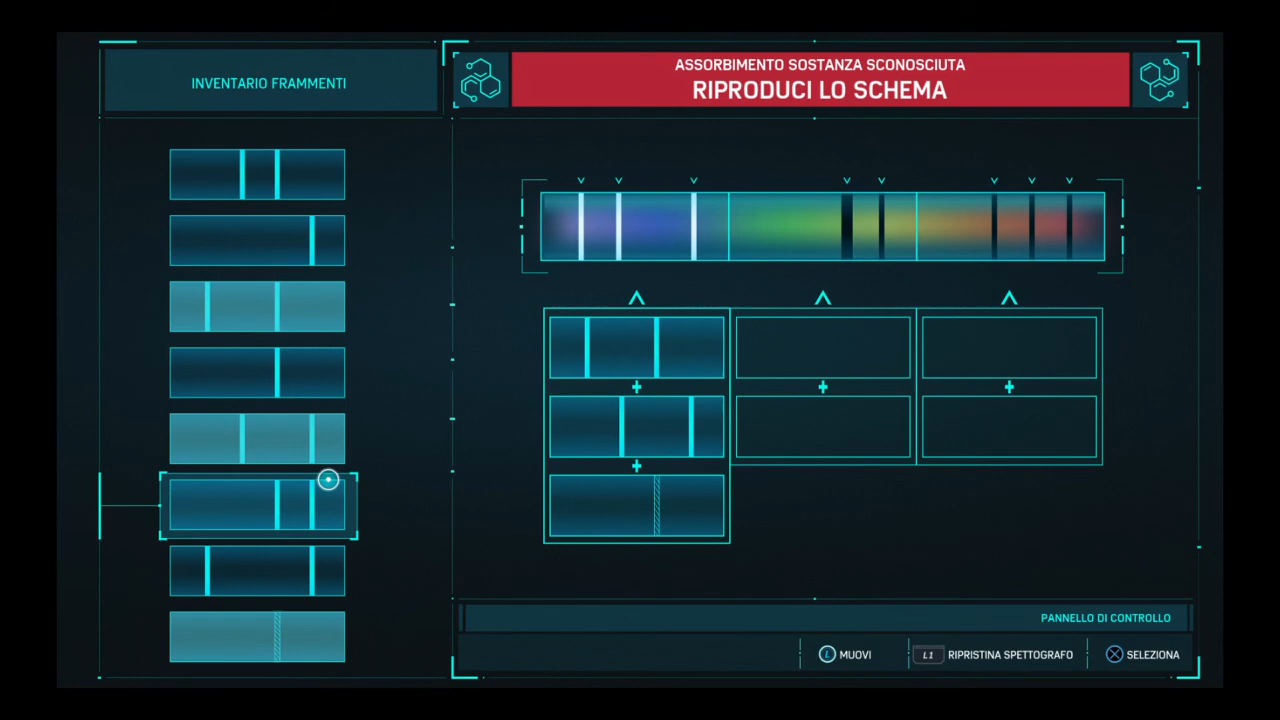 INVENTARIO FRAMMENTI
ASSORBIMENTO SOSTANZA SCONOSCIUTA
RIPRODUCI LO SCHEMA
PANNELLO DI CONTROLLO
L MUOVI
L1 RIPRISTINA SPETTOGRAFO
SELEZIONA